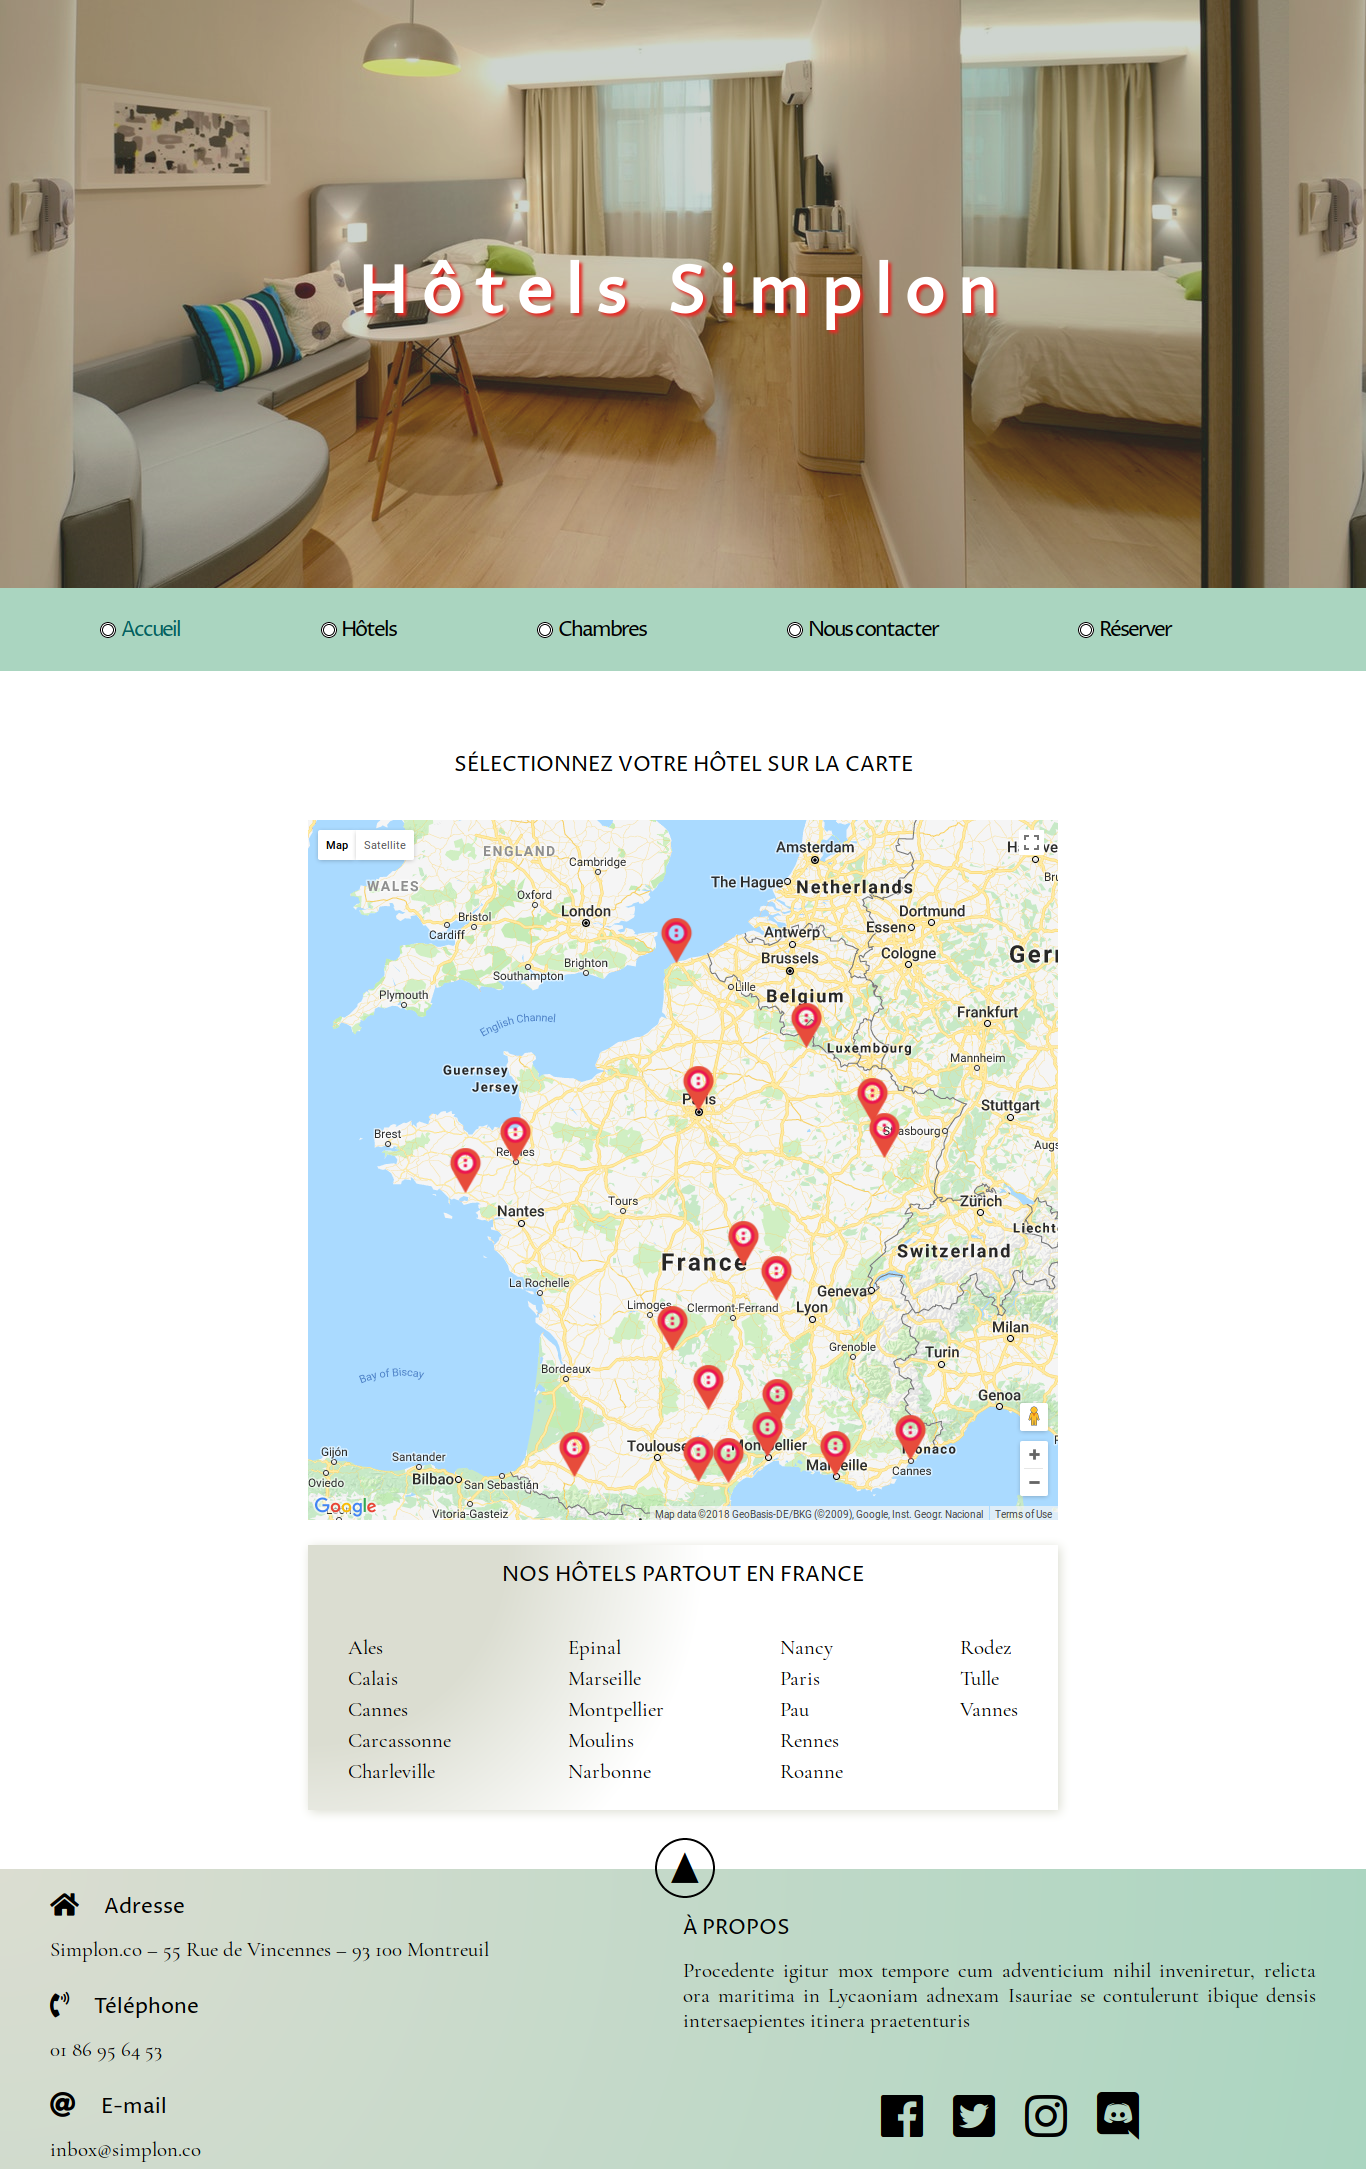 Hôtels Simplon
Accueil
Hôtels
Chambres
Nous contacter
Réserver
SÉLECTIONNEZ VOTRE HÔTEL SUR LA CARTE
Map
Satellite
ENGLAND
Cambridge
WALES
Oxford
London
Bristol
Cardiff
Brighton
Southampton
Plymouth
English Channel
Amsterdam
The Hague
Netherlands
Dortmund
Essen
Antwerp
Cologne
Brussels
Lille
Belgium
Frankfurt
Luxembourg
Mannheim
Guernsey
Jersey
Stuttgart
Brest
Nantes
Tours
Zürich
Switzerland
France
La Rochelle
Geneva
Limoges
Clermont-Ferrand
Lyon
Milan
Grenoble
Turin
Bordeaux
Bay of Biscay
Genoa
Toulouse
Cannes
Gijón
Oviedo
Santander
Bilbao
San Sebastián
Vitoria-Gasteiz
Google
Map data ©2018 GeoBasis-DE/BKG (©2009), Google, Inst. Geogr. Nacional
Terms of Use
NOS HÔTELS PARTOUT EN FRANCE
Ales
Calais
Cannes
Carcassonne
Charleville
Epinal
Marseille
Montpellier
Moulins
Narbonne
Nancy
Paris
Pau
Rennes
Roanne
Rodez
Tulle
Vannes
Adresse
Simplon.co – 55 Rue de Vincennes – 93 100 Montreuil
Téléphone
01 86 95 64 53
E-mail
inbox@simplon.co
À PROPOS
Procedente igitur mox tempore cum adventicium nihil inveniretur, relicta
ora maritima in Lycaoniam adnexam Isauriae se contulerunt ibique densis
intersaepientes itinera praetenturis